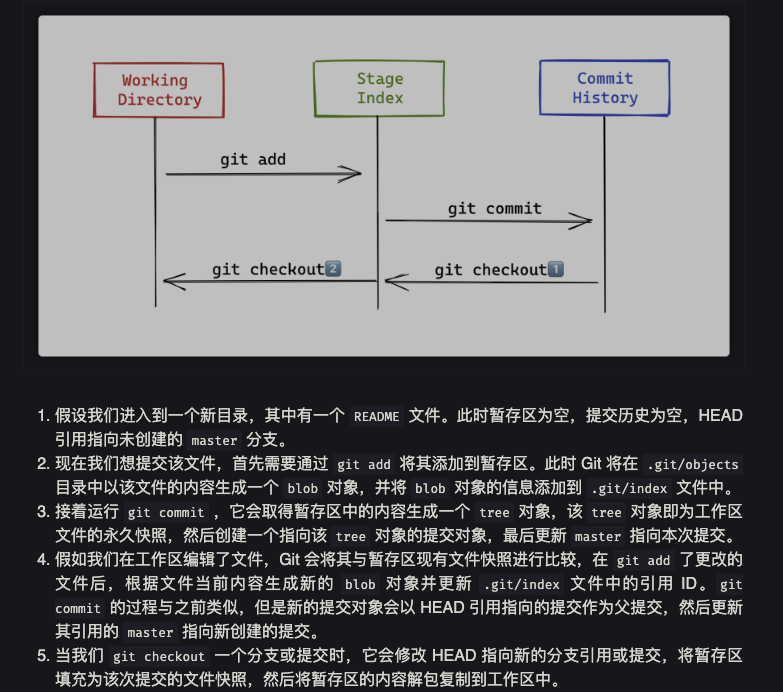 Working
Directory
Stage
Index
Commit
History
git add
git commit
git checkout2
git checkout1
1. 假设我们进入到一个新目录，其中有一个 README 文件。此时暂存区为空，提交历史为空，HEAD
引用指向未创建的 master 分支。
2. 现在我们想提交该文件，首先需要通过 git add 将其添加到暂存区。此时 Git 将在 .git/objects
目录中以该文件的内容生成一个 blob 对象，并将 blob 对象的信息添加到 .git/index 文件中。
3. 接着运行 git commit ，它会取得暂存区中的内容生成一个 tree 对象，该 tree 对象即为工作区
文件的永久快照，然后创建一个指向该 tree 对象的提交对象，最后更新 master 指向本次提交。
4. 假如我们在工作区编辑了文件，Git 会将其与暂存区现有文件快照进行比较，在 git add 了更改的
文件后，根据文件当前内容生成新的 blob 对象并更新 .git/index 文件中的引用 ID。git
commit 的过程与之前类似，但是新的提交对象会以 HEAD 引用指向的提交作为父提交，然后更新
其引用的 master 指向新创建的提交。
5. 当我们 git checkout 一个分支或提交时，它会修改 HEAD 指向新的分支引用或提交，将暂存区
填充为该次提交的文件快照，然后将暂存区的内容解包复制到工作区中。